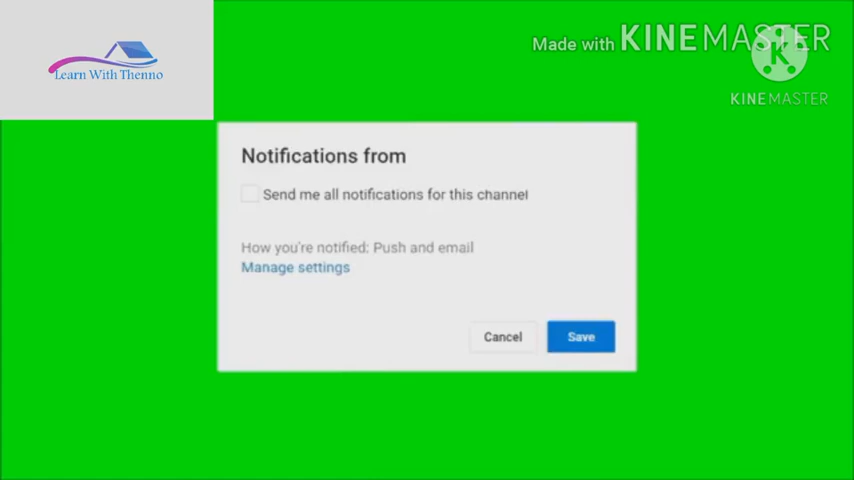 Learn With Thenno
Made with KINEMASTER
KINEMASTER
Notifications from
Send me all notifications for this channel
How you're notified: Push and email
Manage settings
Cancel
Save